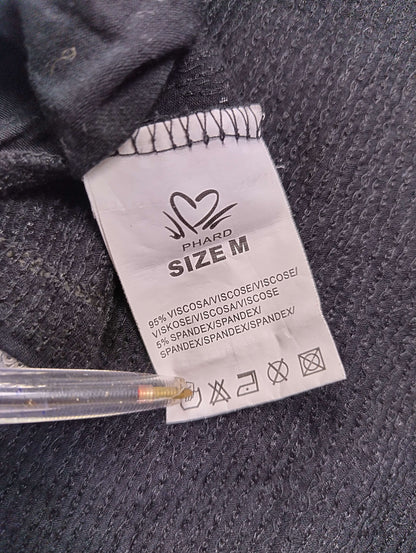 PHARD
SIZE M
95% VISCOSA/VISCOSE/VISCOSE/
VISKOSE/VISCOSA/VISCOSE
5% SPANDEX/SPANDEX/
SPANDEX/SPANDEX/SPANDEX/